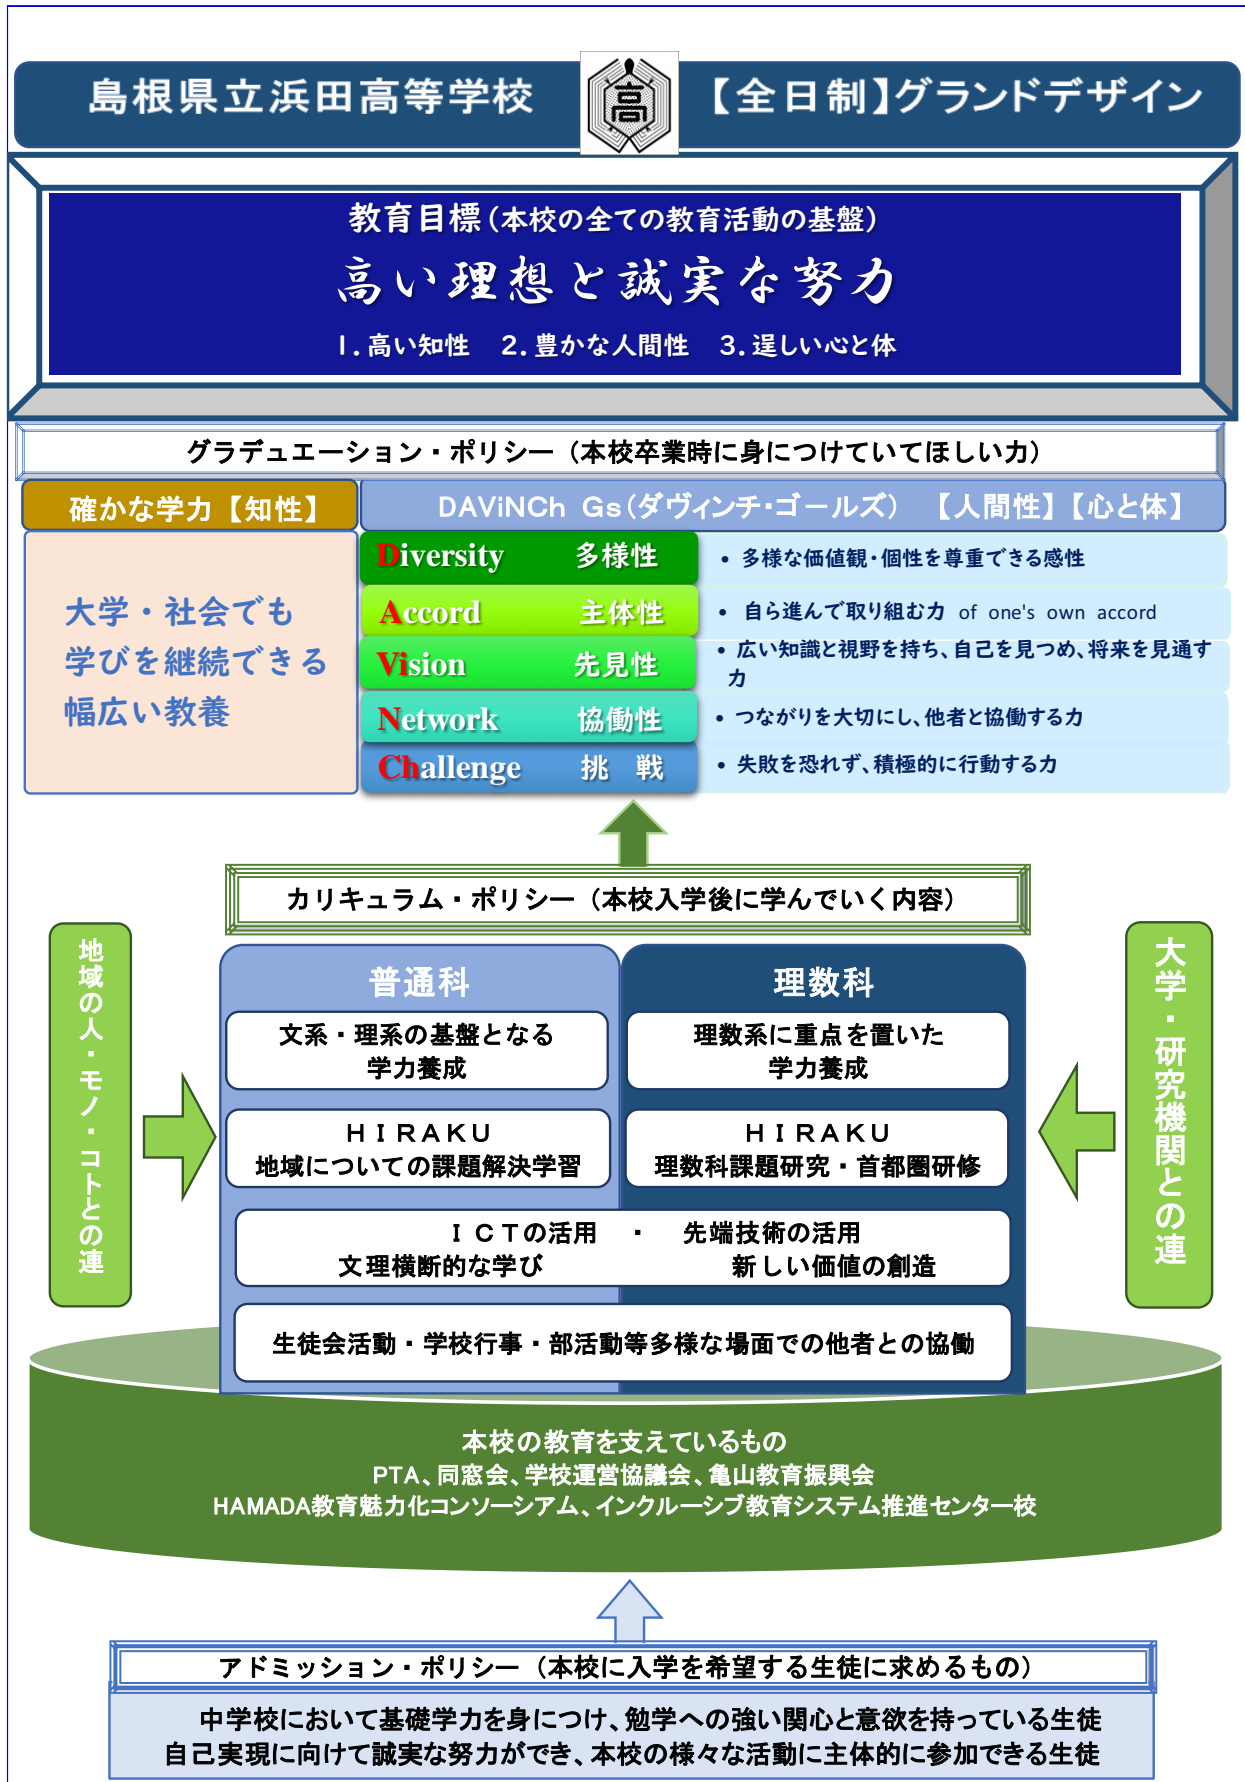 島根県立浜田高等学校
高
【全日制】グランドデザイン
教育目標(本校の全ての教育活動の基盤)
高い理想と誠実な努力
1.高い知性 2.豊かな人間性 3.逞しい心と体
グラデュエーション・ポリシー(本校卒業時に身につけていてほしい力)
確かな学力【知性】
DAViNCh Gs(ダヴィンチ・ゴールズ) 【人間性】【心と体】
大学・社会でも
学びを継続できる
幅広い教養
Diversity 多様性
• 多様な価値観・個性を尊重できる感性
Accord 主体性
• 自ら進んで取り組む力 of one's own accord
Vision 先見性
• 広い知識と視野を持ち、自己を見つめ、将来を見通す
力
Network 協働性
• つながりを大切にし、他者と協働する力
Challenge 挑 戦
• 失敗を恐れず、積極的に行動する力
カリキュラム・ポリシー(本校入学後に学んでいく内容)
地域の人・モノ・コトとの連
普通科
文系・理系の基盤となる
学力養成
HIRAKU
地域についての課題解決学習
理数科
理数系に重点を置いた
学力養成
HIRAKU
理数科課題研究・首都圏研修
大学・研究機関との連
ICTの活用 ・ 先端技術の活用
文理横断的な学び 新しい価値の創造
生徒会活動・学校行事・部活動等多様な場面での他者との協働
本校の教育を支えているもの
PTA、同窓会、学校運営協議会、亀山教育振興会
HAMADA教育魅力化コンソーシアム、インクルーシブ教育システム推進センター校
アドミッション・ポリシー(本校に入学を希望する生徒に求めるもの)
中学校において基礎学力を身につけ、勉学への強い関心と意欲を持っている生徒
自己実現に向けて誠実な努力ができ、本校の様々な活動に主体的に参加できる生徒